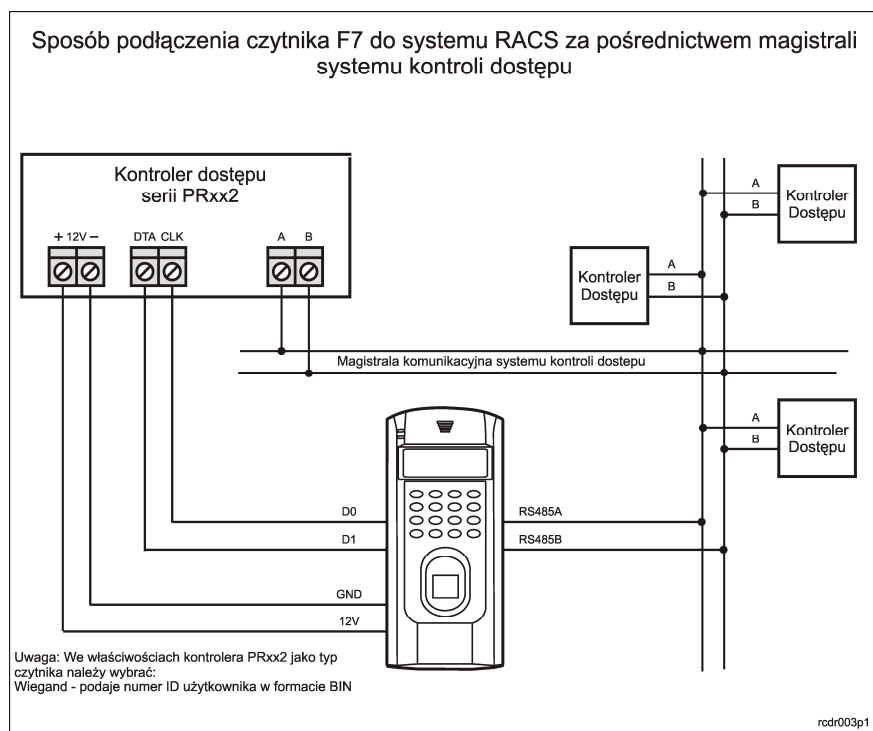 Sposób podłączenia czytnika F7 do systemu RACS za pośrednictwem magistrali
systemu kontroli dostępu
Kontroler dostępu
serii PRxx2
+ 12V − DTA CLK A B
A
B
Kontroler
Dostępu
A
B
Kontroler
Dostępu
Magistrala komunikacyjna systemu kontroli dostepu
A
B
Kontroler
Dostępu
D0
RS485A
D1
RS485B
GND
12V
Uwaga: We właściwościach kontrolera PRxx2 jako typ
czytnika należy wybrać:
Wiegand - podaje numer ID użytkownika w formacie BIN
rcdr003p1